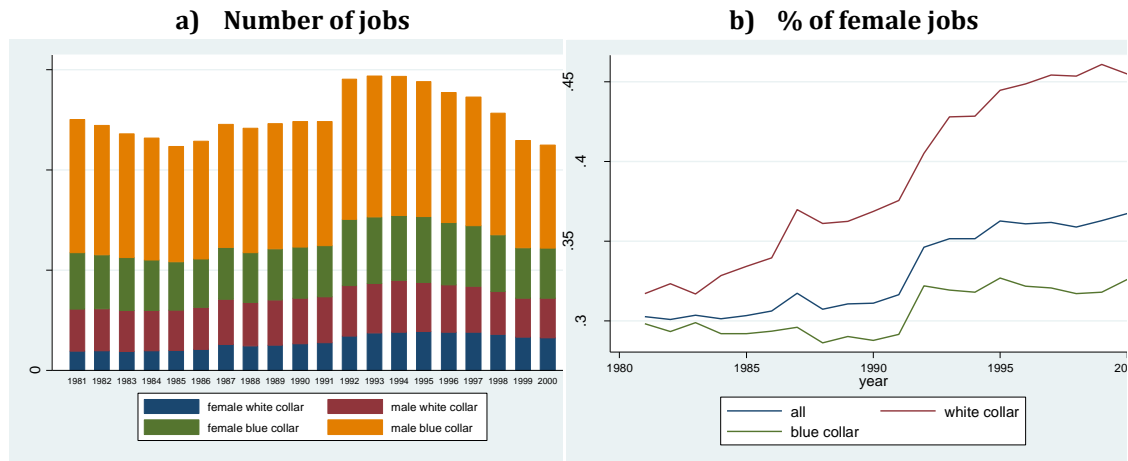 a) Number of jobs
0
1981 1982 1983 1984 1985 1986 1987 1988 1989 1990 1991 1992 1993 1994 1995 1996 1997 1998 1999 2000
female white collar male white collar
female blue collar male blue collar
b) % of female jobs
.45
.4
.35
.3
1980 1985 1990 1995 200
year
all white collar
blue collar